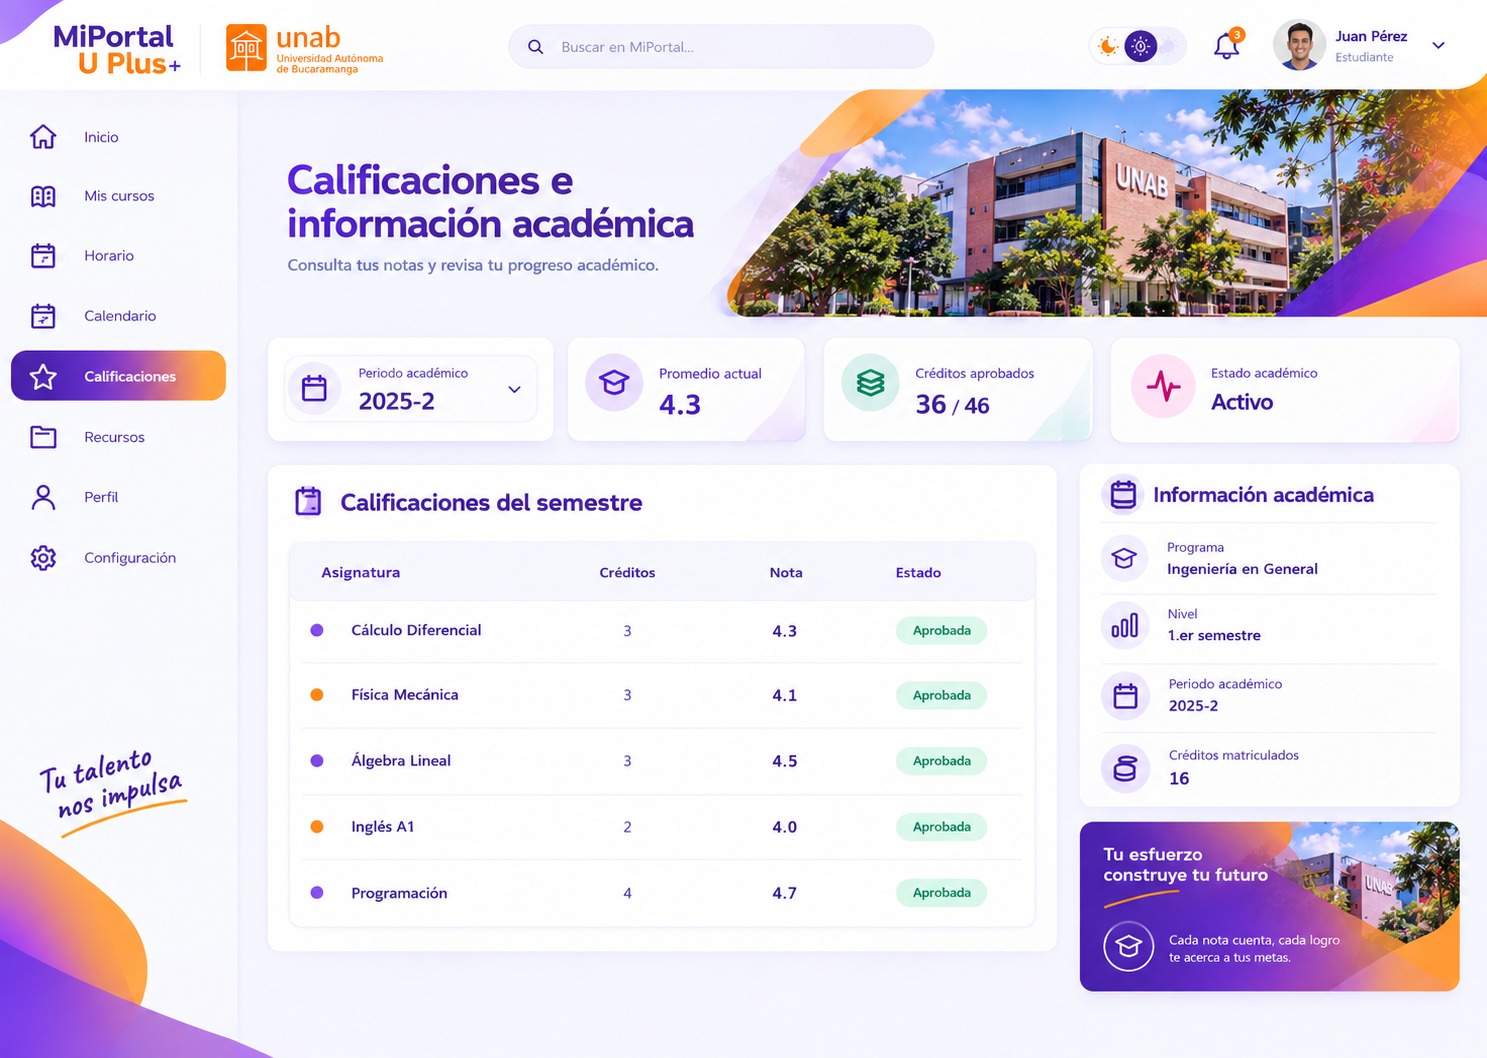 MiPortal
U Plus+
unab
Universidad Autónoma
de Bucaramanga
Buscar en MiPortal...
3
Juan Pérez
Estudiante
Inicio
Mis cursos
Horario
Calendario
Calificaciones
Recursos
Perfil
Configuración
Tu talento
nos impulsa
Calificaciones e
información académica
Consulta tus notas y revisa tu progreso académico.
UNAB
Periodo académico
2025-2
Promedio actual
4.3
Créditos aprobados
36 / 46
Estado académico
Activo
Calificaciones del semestre
Asignatura Créditos Nota Estado
Cálculo Diferencial 3 4.3 Aprobada
Física Mecánica 3 4.1 Aprobada
Álgebra Lineal 3 4.5 Aprobada
Inglés A1 2 4.0 Aprobada
Programación 4 4.7 Aprobada
Información académica
Programa
Ingeniería en General
Nivel
1.er semestre
Periodo académico
2025-2
Créditos matriculados
16
Tu esfuerzo
construye tu futuro
UNAB
Cada nota cuenta, cada logro
te acerca a tus metas.